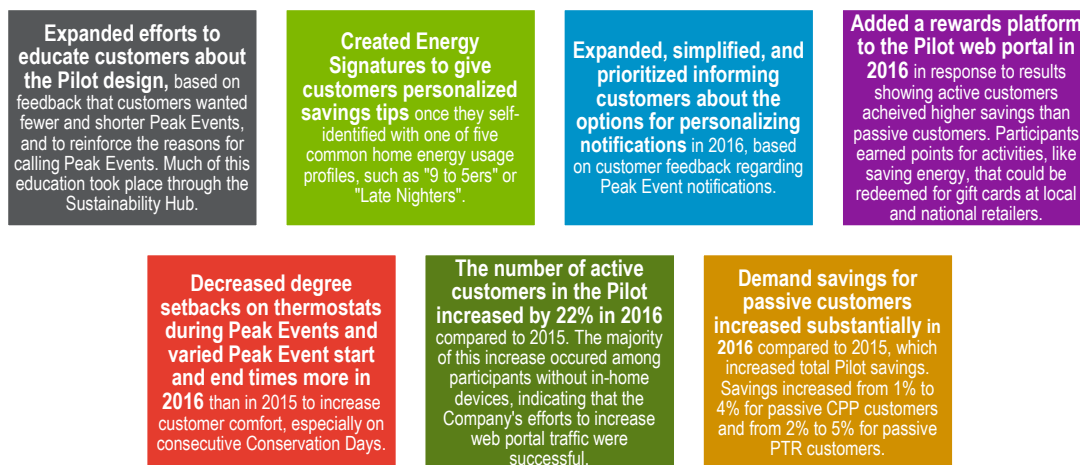 Expanded efforts to
educate customers about
the Pilot design, based on
feedback that customers wanted
fewer and shorter Peak Events,
and to reinforce the reasons for
calling Peak Events. Much of this
education took place through the
Sustainability Hub.
Created Energy
Signatures to give
customers personalized
savings tips once they self-
identified with one of five
common home energy usage
profiles, such as "9 to 5ers" or
"Late Nighters".
Expanded, simplified, and
prioritized informing
customers about the
options for personalizing
notifications in 2016, based
on customer feedback regarding
Peak Event notifications.
Added a rewards platform
to the Pilot web portal in
2016 in response to results
showing active customers
acheived higher savings than
passive customers. Participants
earned points for activities, like
saving energy, that could be
redeemed for gift cards at local
and national retailers.
Decreased degree
setbacks on thermostats
during Peak Events and
varied Peak Event start
and end times more in
2016 than in 2015 to increase
customer comfort, especially on
consecutive Conservation Days.
The number of active
customers in the Pilot
increased by 22% in 2016
compared to 2015. The majority
of this increase occured among
participants without in-home
devices, indicating that the
Company's efforts to increase
web portal traffic were
successful.
Demand savings for
passive customers
increased substantially in
2016 compared to 2015, which
increased total Pilot savings.
Savings increased from 1% to
4% for passive CPP customers
and from 2% to 5% for passive
PTR customers.